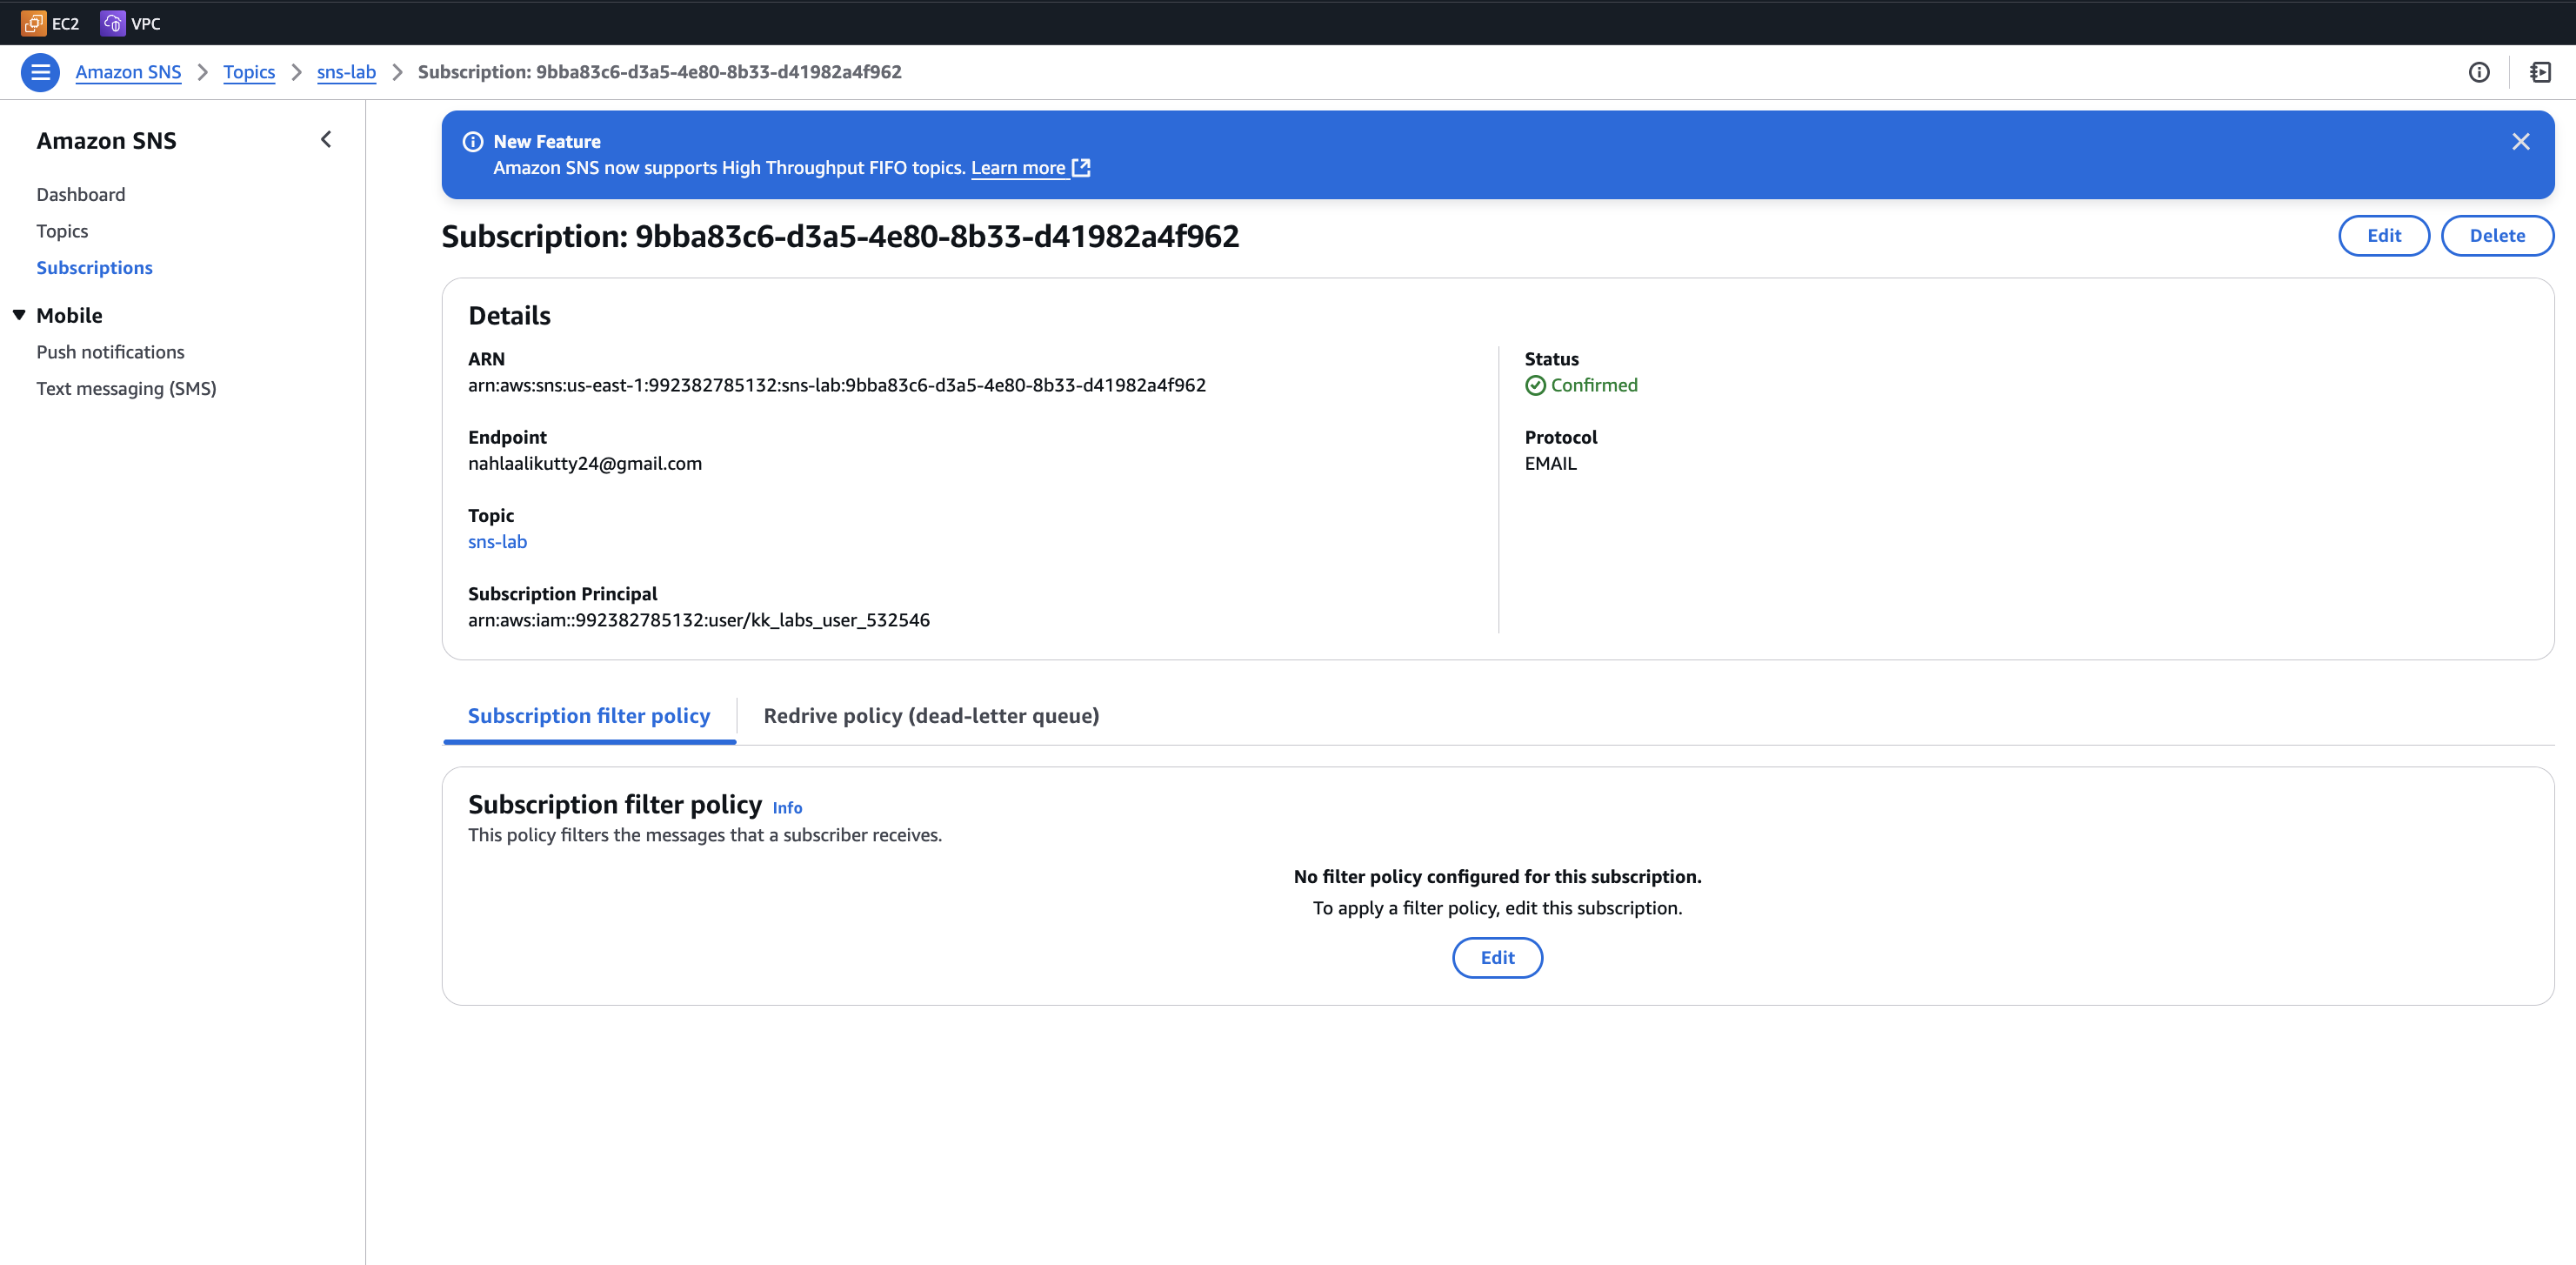 EC2 VPC
Amazon SNS > Topics > sns-lab > Subscription: 9bba83c6-d3a5-4e80-8b33-d41982a4f962
Amazon SNS
Dashboard
Topics
Subscriptions
Mobile
Push notifications
Text messaging (SMS)
New Feature
Amazon SNS now supports High Throughput FIFO topics. Learn more
Subscription: 9bba83c6-d3a5-4e80-8b33-d41982a4f962
Edit
Delete
Details
ARN
arn:aws:sns:us-east-1:992382785132:sns-lab:9bba83c6-d3a5-4e80-8b33-d41982a4f962
Endpoint
nahlaalikutty24@gmail.com
Topic
sns-lab
Subscription Principal
arn:aws:iam::992382785132:user/kk_labs_user_532546
Status
Confirmed
Protocol
EMAIL
Subscription filter policy
Redrive policy (dead-letter queue)
Subscription filter policy Info
This policy filters the messages that a subscriber receives.
No filter policy configured for this subscription.
To apply a filter policy, edit this subscription.
Edit